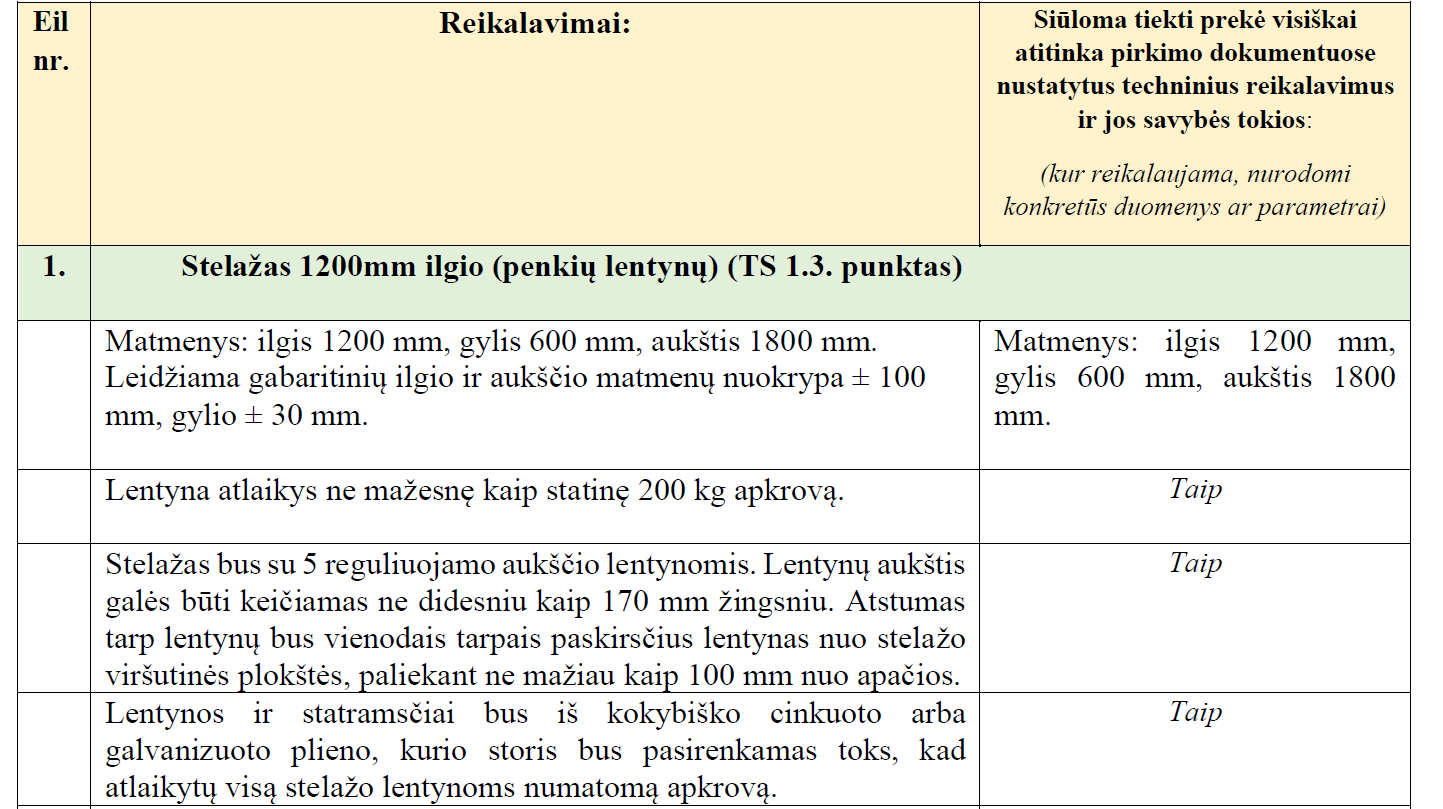 Eil
nr.
Reikalavimai:
Siūloma tiekti prekė visiškai
atitinka pirkimo dokumentuose
nustatytus techninius reikalavimus
ir jos savybės tokios:
(kur reikalaujama, nurodomi
konkretūs duomenys ar parametrai)
1.
Stelažas 1200mm ilgio (penkių lentynų) (TS 1.3. punktas)
Matmenys: ilgis 1200 mm, gylis 600 mm, aukštis 1800 mm.
Leidžiama gabaritinių ilgio ir aukščio matmenų nuokrypa ± 100
mm, gylio ± 30 mm.
Matmenys: ilgis 1200 mm,
gylis 600 mm, aukštis 1800
mm.
Lentyna atlaikys ne mažesnę kaip statinę 200 kg apkrovą.
Taip
Stelažas bus su 5 reguliuojamo aukščio lentynomis. Lentynų aukštis
galės būti keičiamas ne didesniu kaip 170 mm žingsniu. Atstumas
tarp lentynų bus vienodais tarpais paskirsčius lentynas nuo stelažo
viršutinės plokštės, paliekant ne mažiau kaip 100 mm nuo apačios.
Taip
Lentynos ir statramsčiai bus iš kokybiško cinkuoto arba
galvanizuoto plieno, kurio storis bus pasirenkamas toks, kad
atlaikytų visą stelažo lentynoms numatomą apkrovą.
Taip